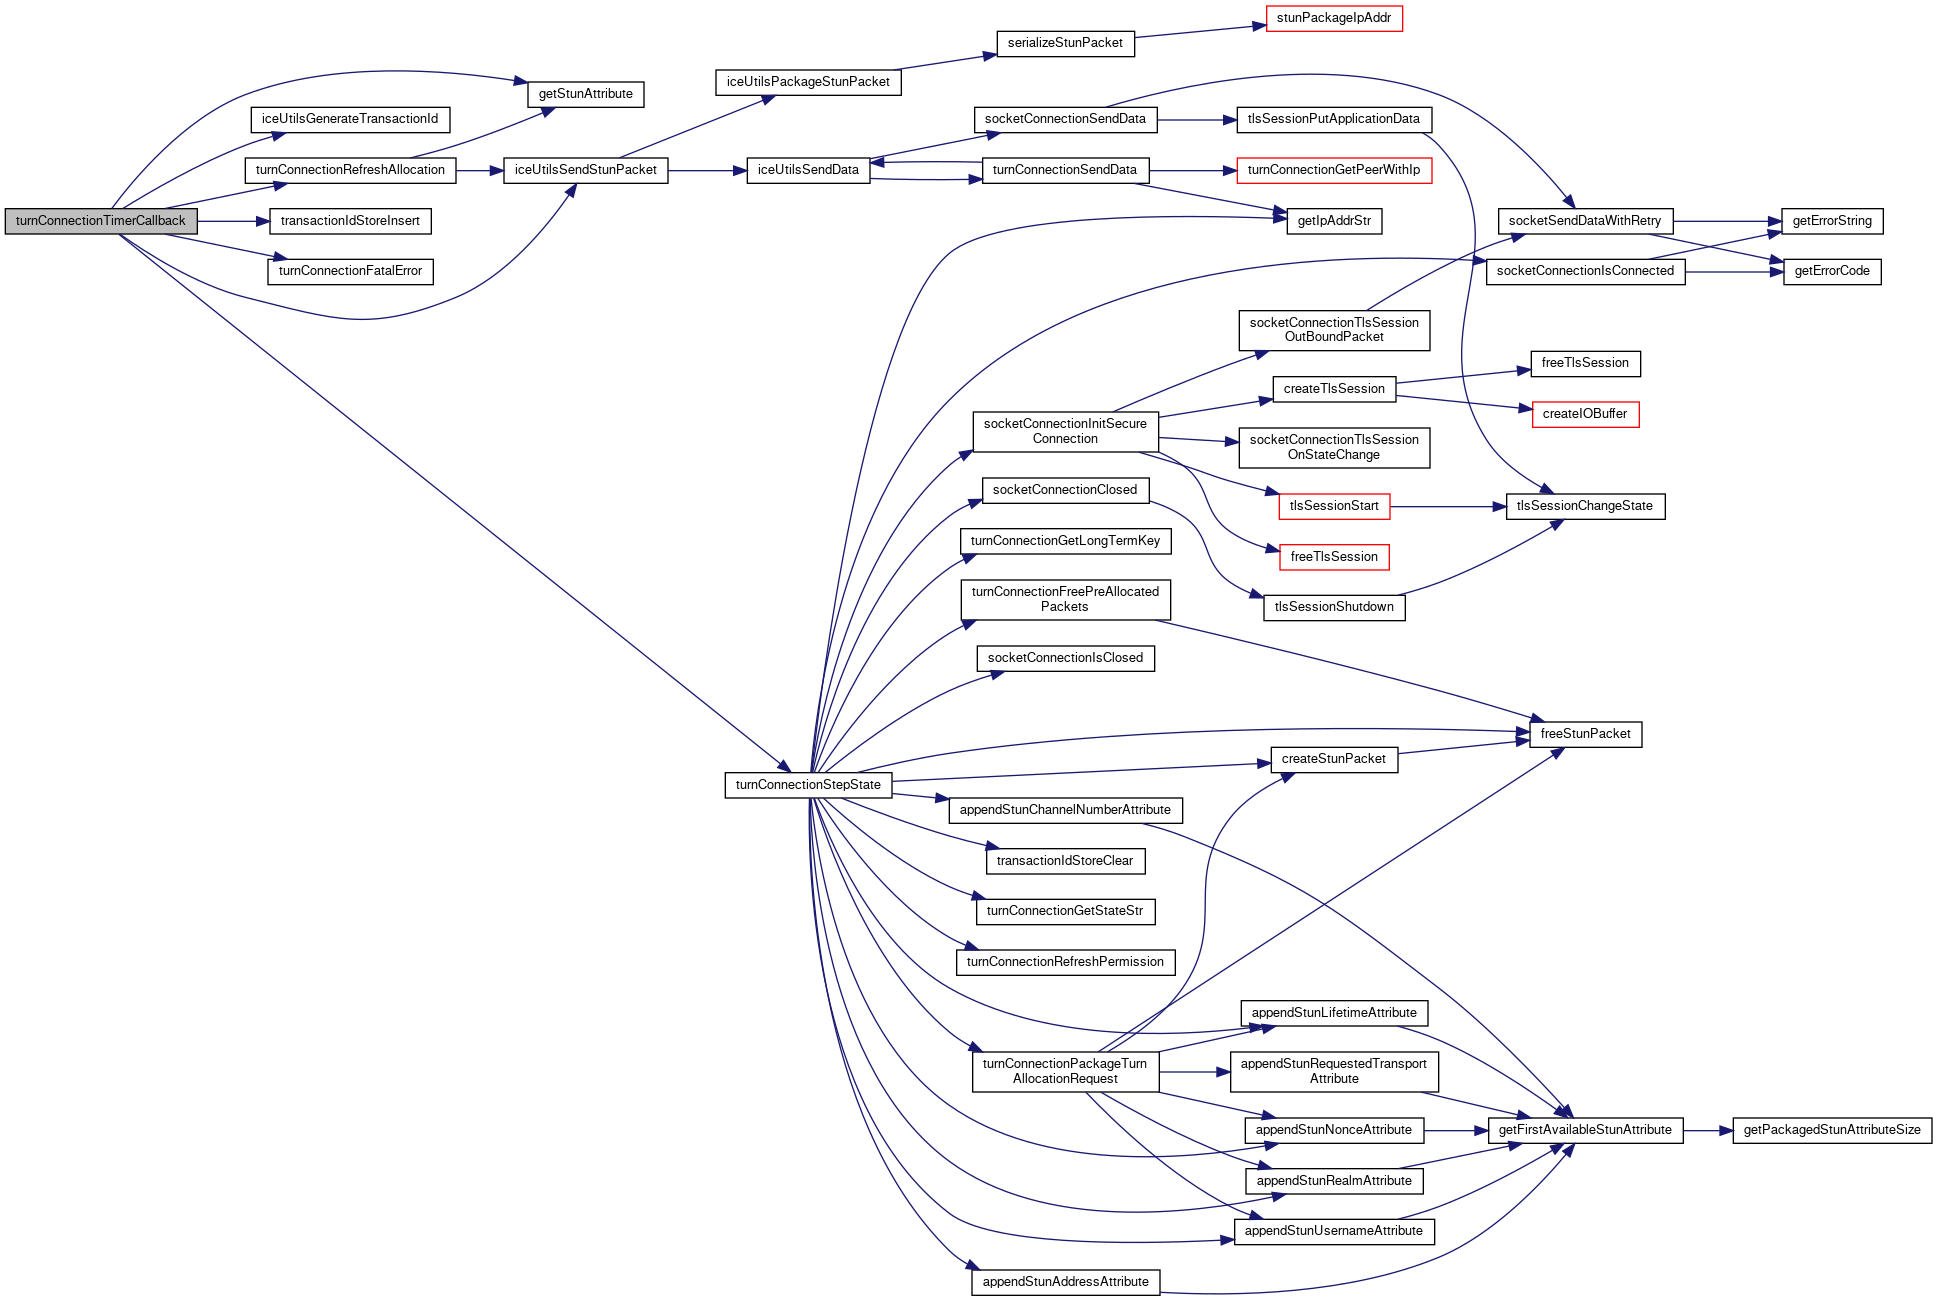 stunPackageIpAddr
serializeStunPacket
iceUtilsPackageStunPacket
getStunAttribute
iceUtilsGenerateTransactionId
socketConnectionSendData
tlsSessionPutApplicationData
turnConnectionRefreshAllocation
iceUtilsSendStunPacket
iceUtilsSendData
turnConnectionSendData
turnConnectionGetPeerWithIp
turnConnectionTimerCallback
transactionIdStoreInsert
getIpAddrStr
socketSendDataWithRetry
getErrorString
turnConnectionFatalError
socketConnectionIsConnected
getErrorCode
socketConnectionTlsSession
OutBoundPacket
freeTlsSession
createTlsSession
createIOBuffer
socketConnectionInitSecure
Connection
socketConnectionTlsSession
OnStateChange
socketConnectionClosed
tlsSessionStart
tlsSessionChangeState
turnConnectionGetLongTermKey
freeTlsSession
turnConnectionFreePreAllocated
Packets
tlsSessionShutdown
socketConnectionIsClosed
freeStunPacket
createStunPacket
turnConnectionStepState
appendStunChannelNumberAttribute
transactionIdStoreClear
turnConnectionGetStateStr
turnConnectionRefreshPermission
appendStunLifetimeAttribute
turnConnectionPackageTurn
AllocationRequest
appendStunRequestedTransport
Attribute
appendStunNonceAttribute
getFirstAvailableStunAttribute
getPackagedStunAttributeSize
appendStunRealmAttribute
appendStunUsernameAttribute
appendStunAddressAttribute